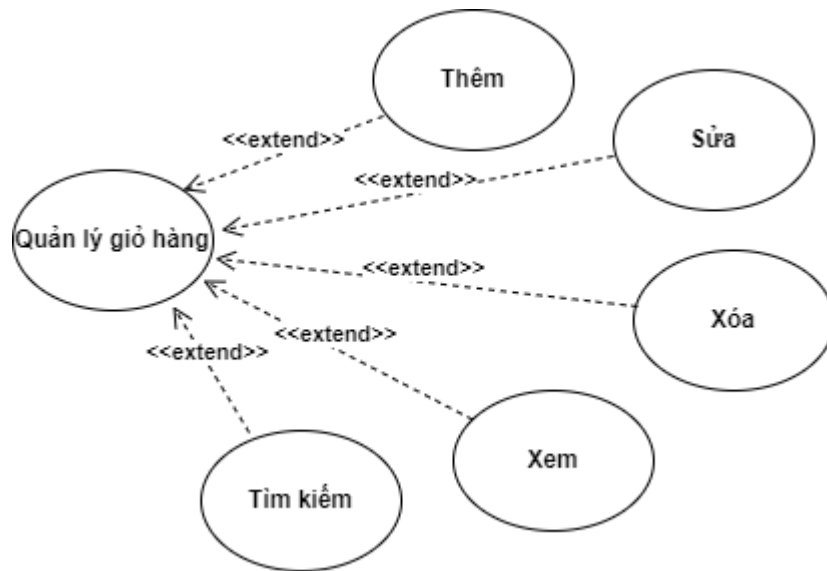 Thêm
<<extend>>
Sửa
<<extend>>
Quản lý giỏ hàng
<<extend>>
Xóa
<<extend>>
<<extend>>
Xem
Tìm kiếm